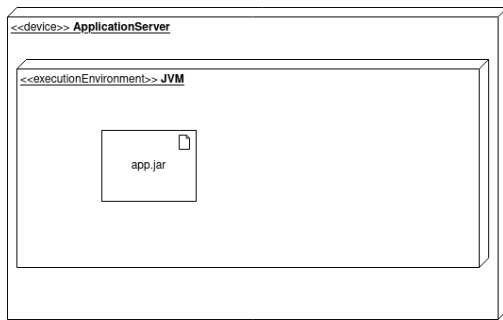 <<device>> ApplicationServer
<<executionEnvironment>> JVM
app.jar